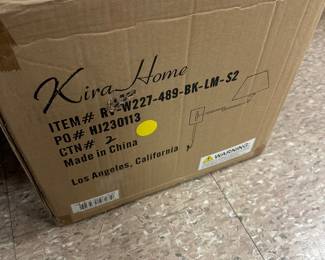 Kira Home
ITEM# R-W227-489-BK-LM-S2
PO# HJ230113
CTN# 2
Made in China
Los Angeles, California
WARNING